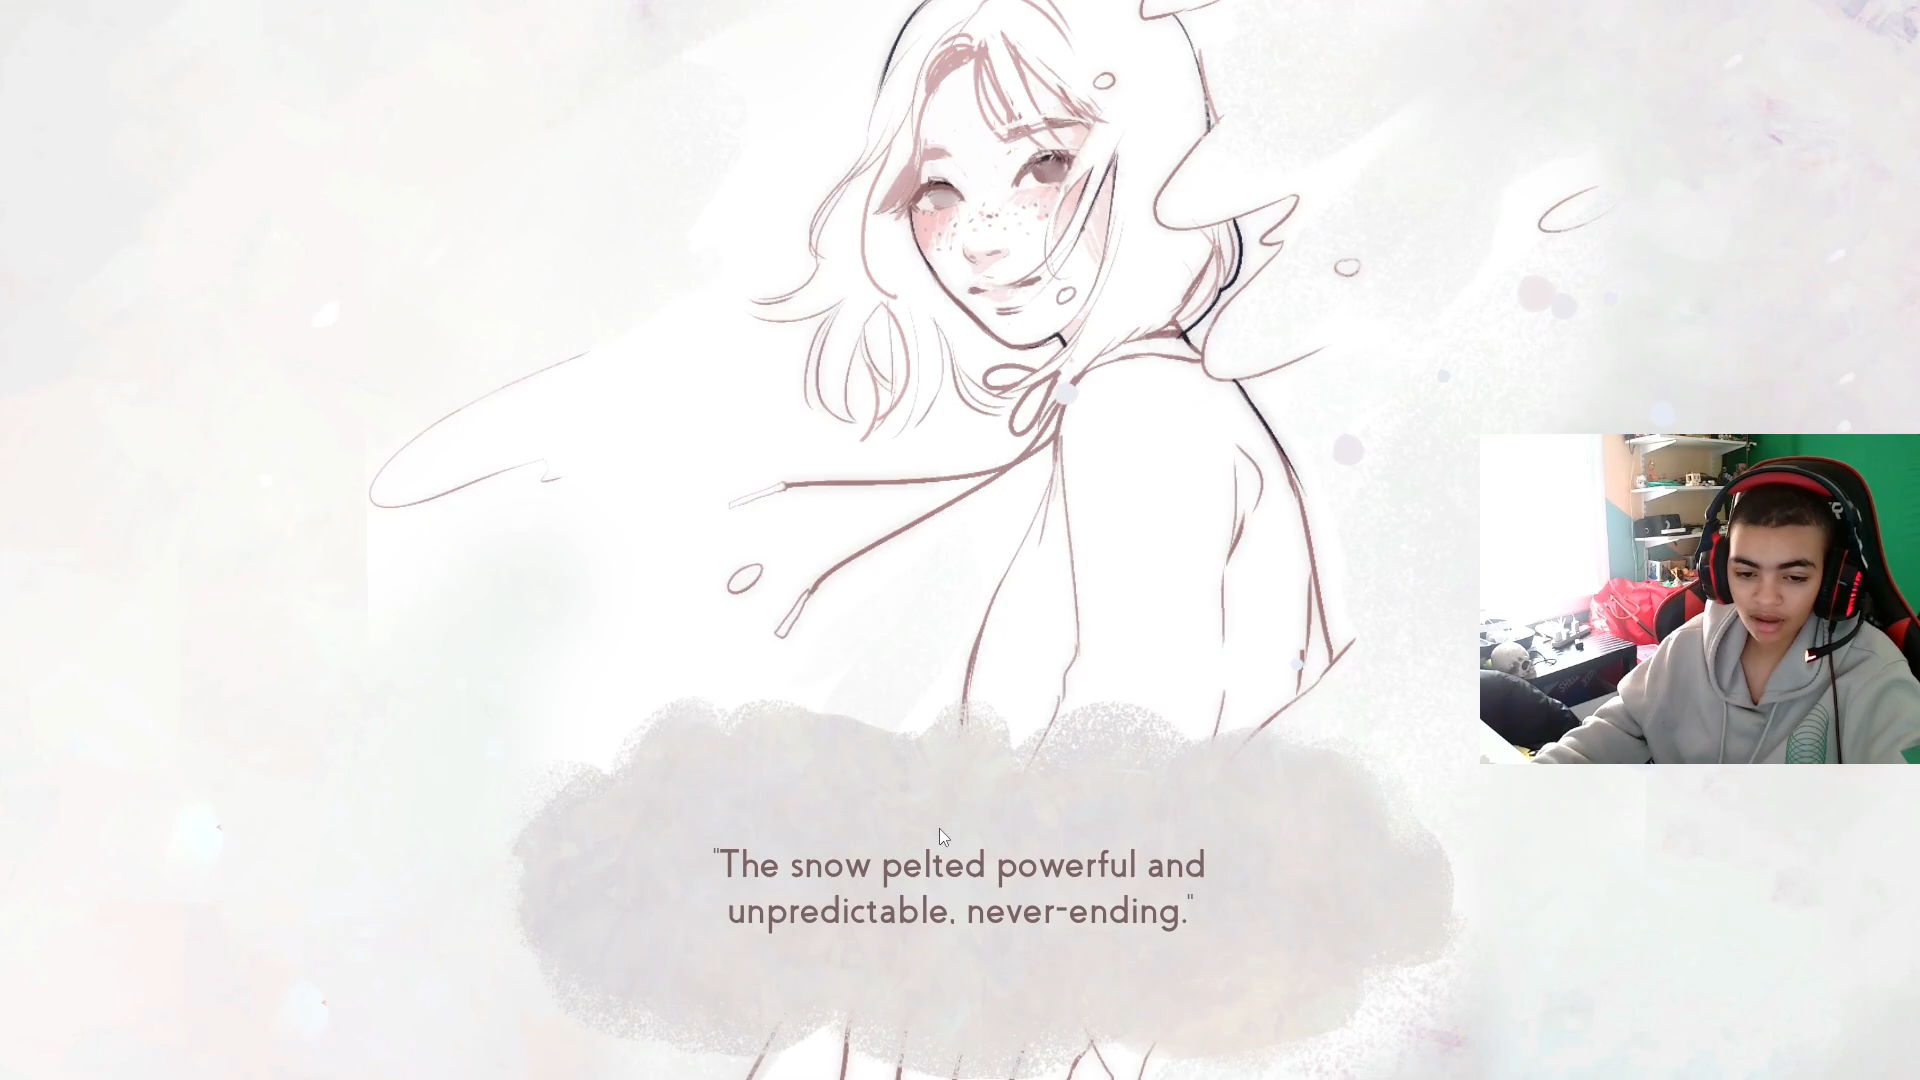 "The snow pelted powerful and
unpredictable, never-ending."